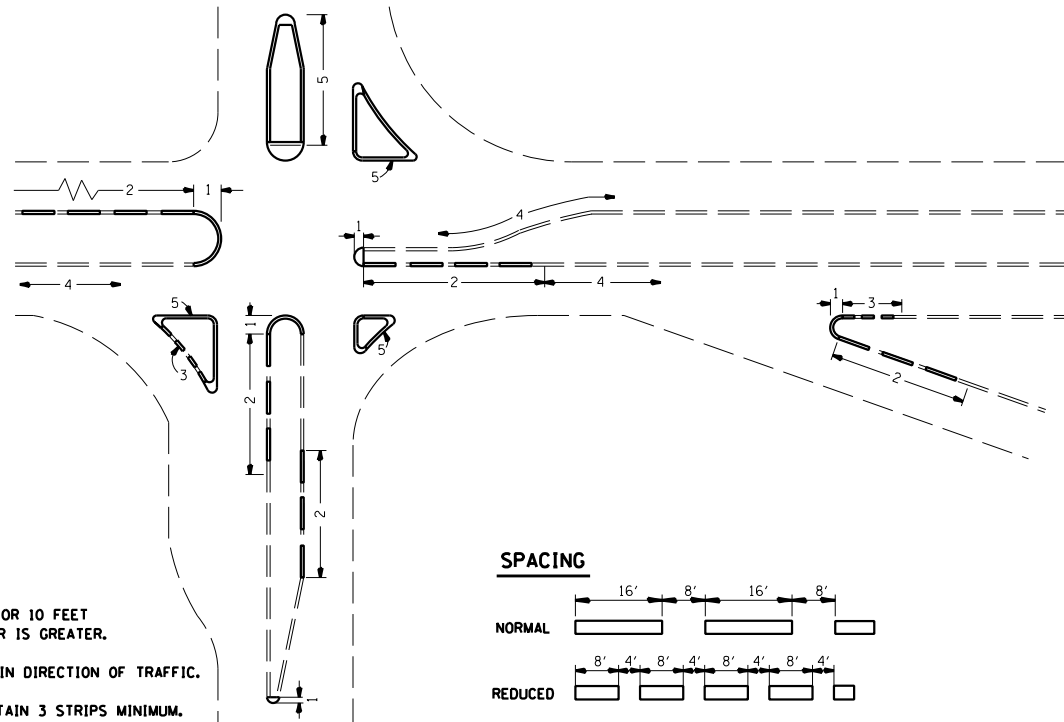 5
5
2
1
4
1
4
2
4
5
1
3
2
5
1
3
2
2
1
SPACING
16' 8' 16' 8'
NORMAL
8' 4' 8' 4' 8' 4' 8' 4'
REDUCED
OR 10 FEET
R IS GREATER.
IN DIRECTION OF TRAFFIC.
TAIN 3 STRIPS MINIMUM.